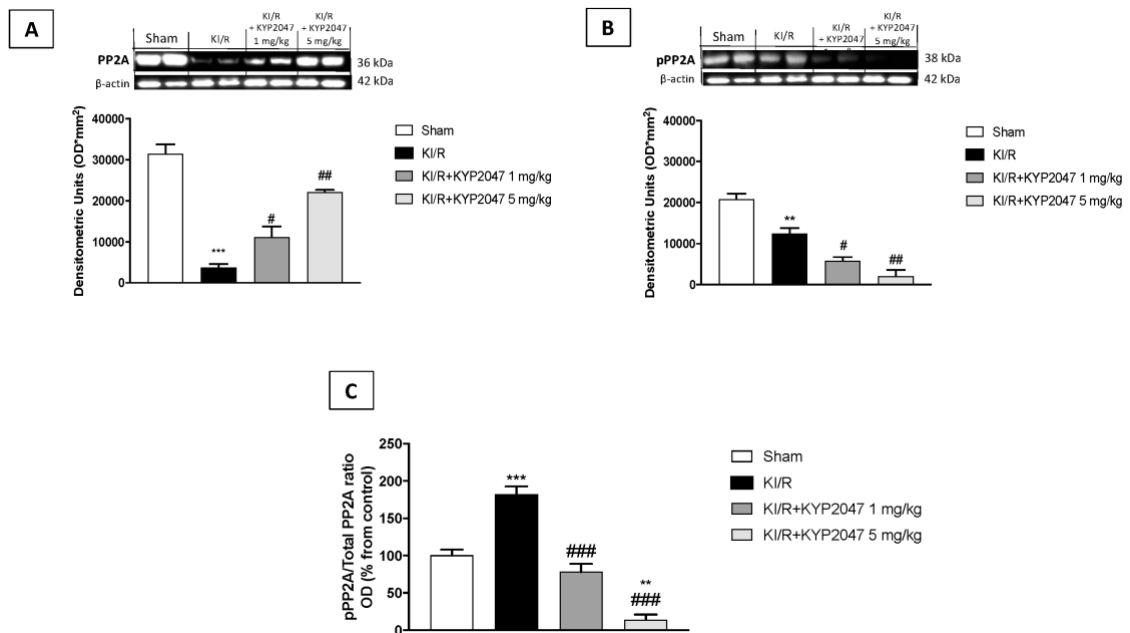 A
Sham
KI/R
KI/R
+ KYP2047
1 mg/kg
KI/R
+ KYP2047
5 mg/kg
PP2A
36 kDa
β-actin
42 kDa
Densitometric Units (OD*mm²)
40000
30000
20000
10000
0
***
#
##
Sham
KI/R
KI/R+KYP2047 1 mg/kg
KI/R+KYP2047 5 mg/kg
B
Sham
KI/R
KI/R
+ KYP2047
KI/R
+ KYP2047
5 mg/kg
pPP2A
38 kDa
β-actin
42 kDa
Densitometric Units (OD*mm²)
40000
30000
20000
10000
0
**
#
##
Sham
KI/R
KI/R+KYP2047 1 mg/kg
KI/R+KYP2047 5 mg/kg
C
pPP2A/Total PP2A ratio
OD (% from control)
250
200
150
100
50
0
***
###
**
###
Sham
KI/R
KI/R+KYP2047 1 mg/kg
KI/R+KYP2047 5 mg/kg